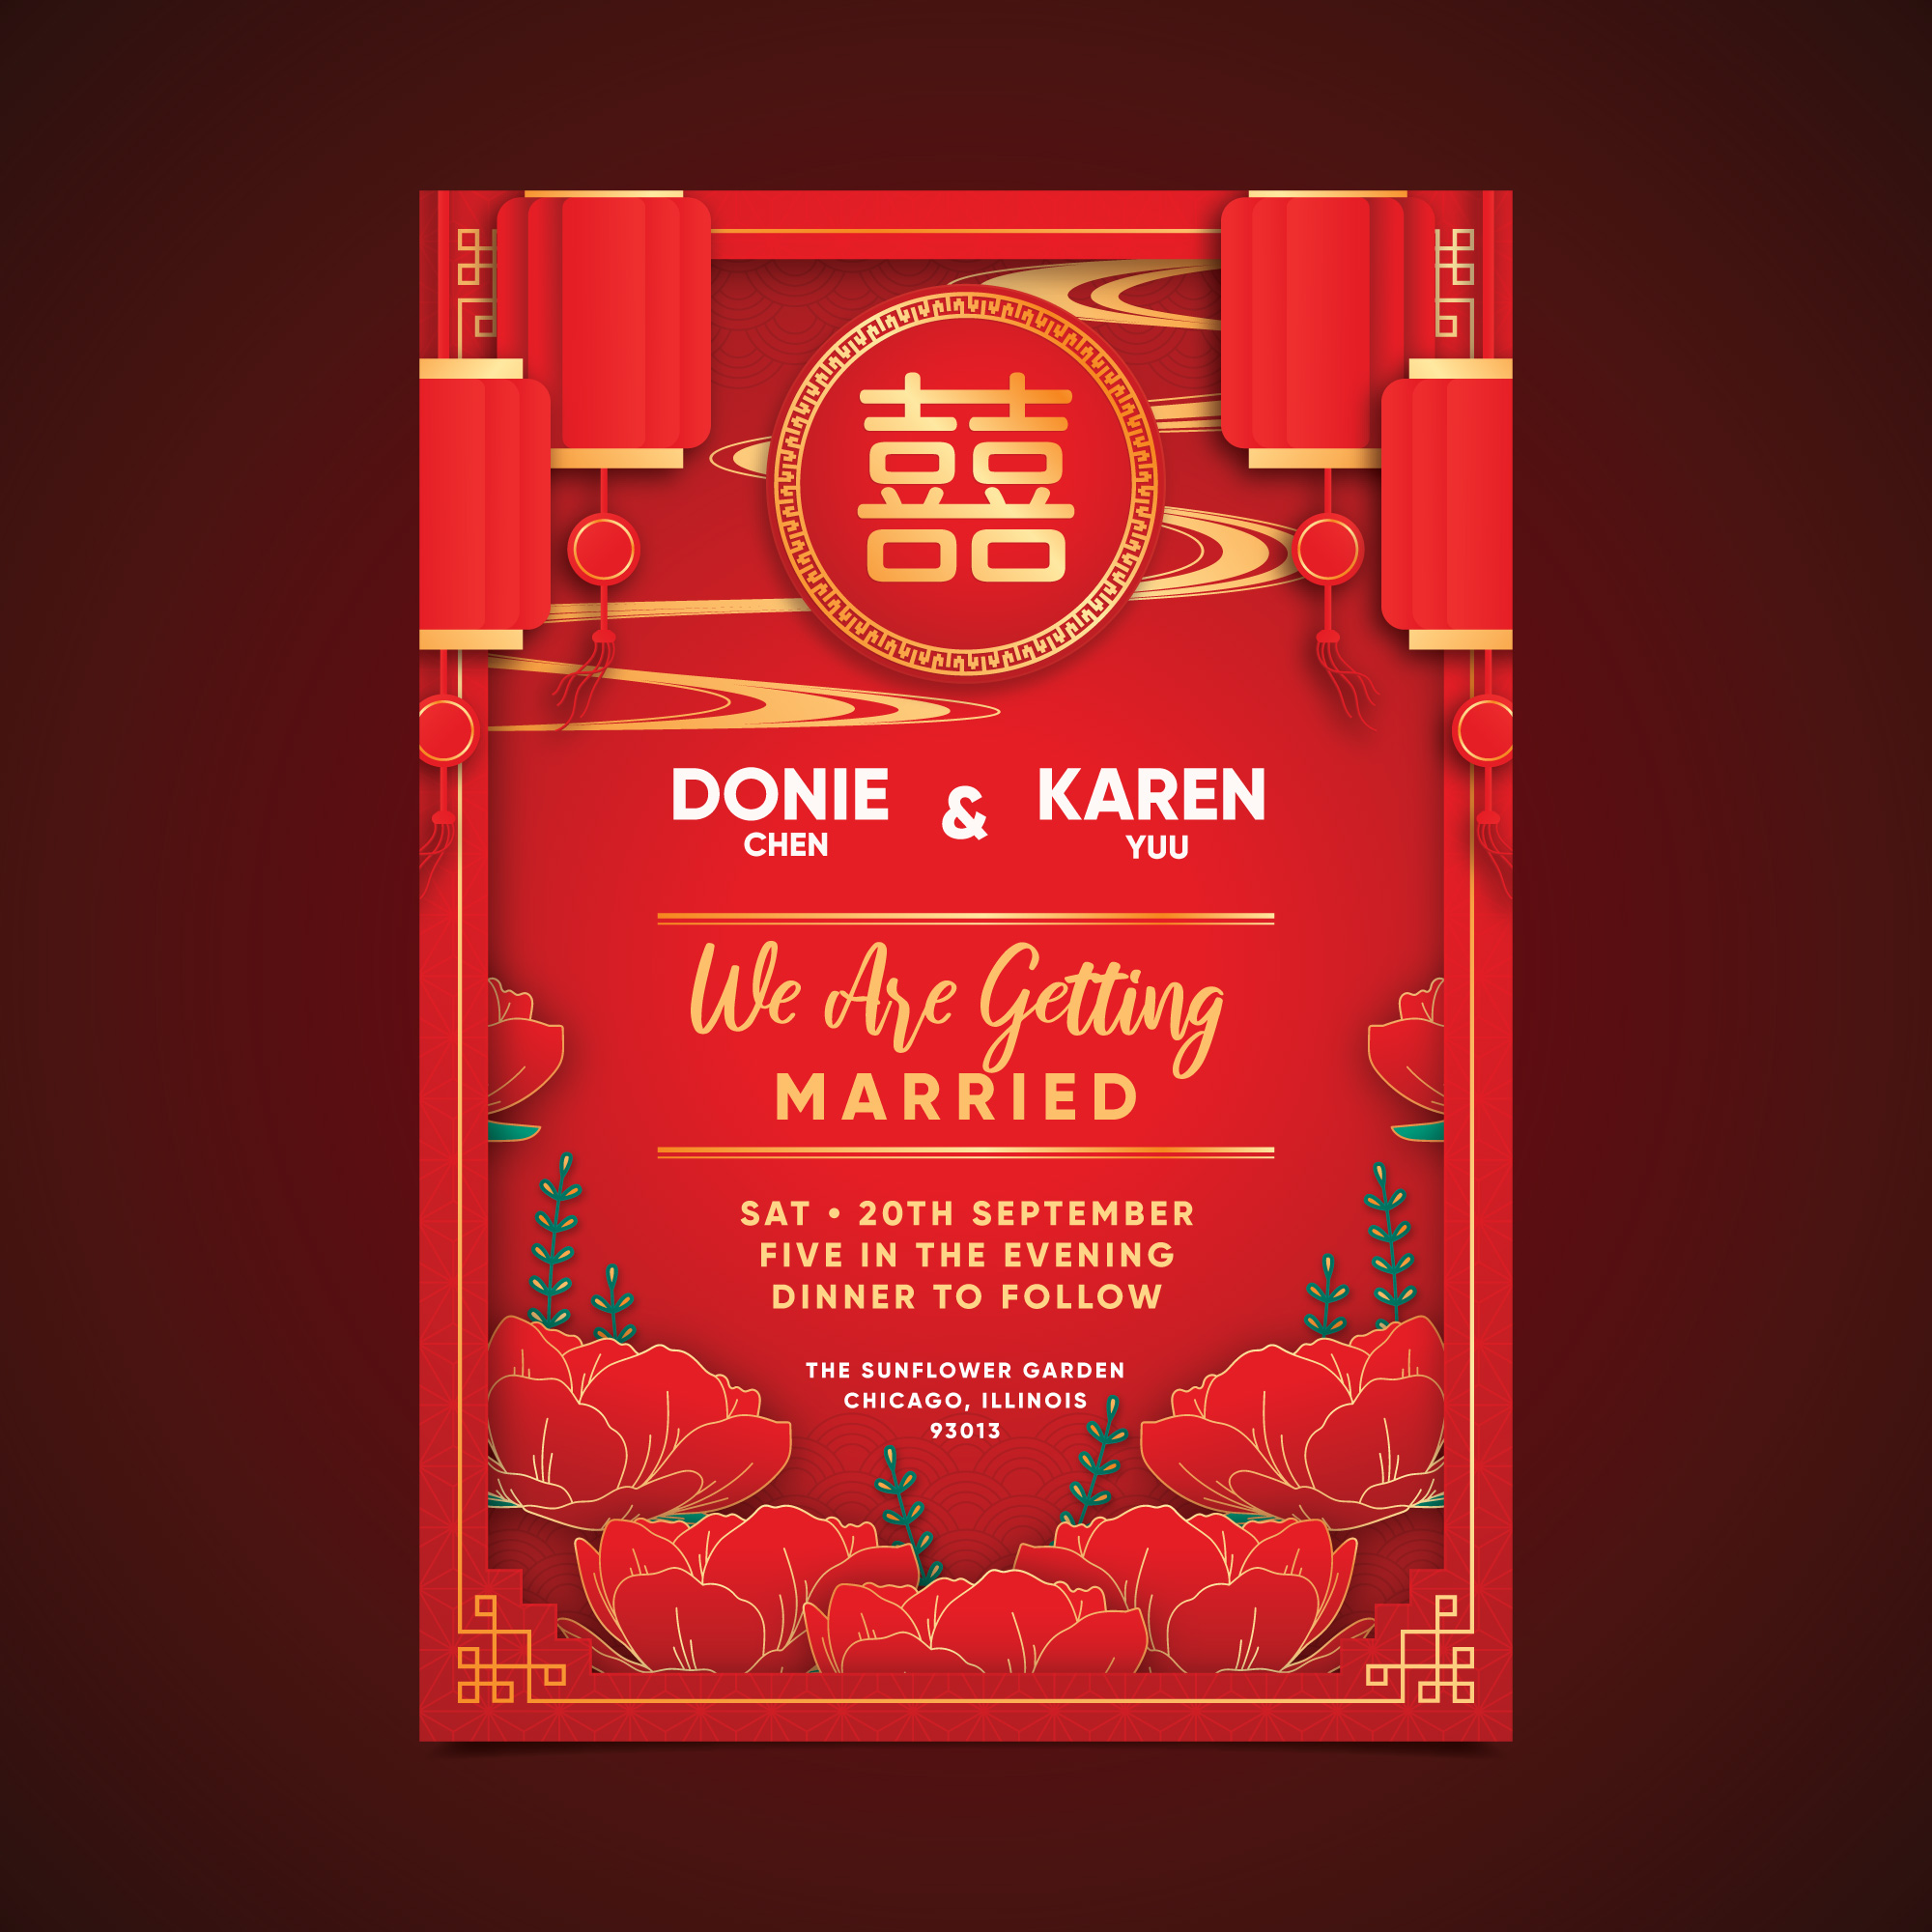 囍
DONIE & KAREN
CHEN YUU
We Are Getting
MARRIED
SAT • 20TH SEPTEMBER
FIVE IN THE EVENING
DINNER TO FOLLOW
THE SUNFLOWER GARDEN
CHICAGO, ILLINOIS
93013